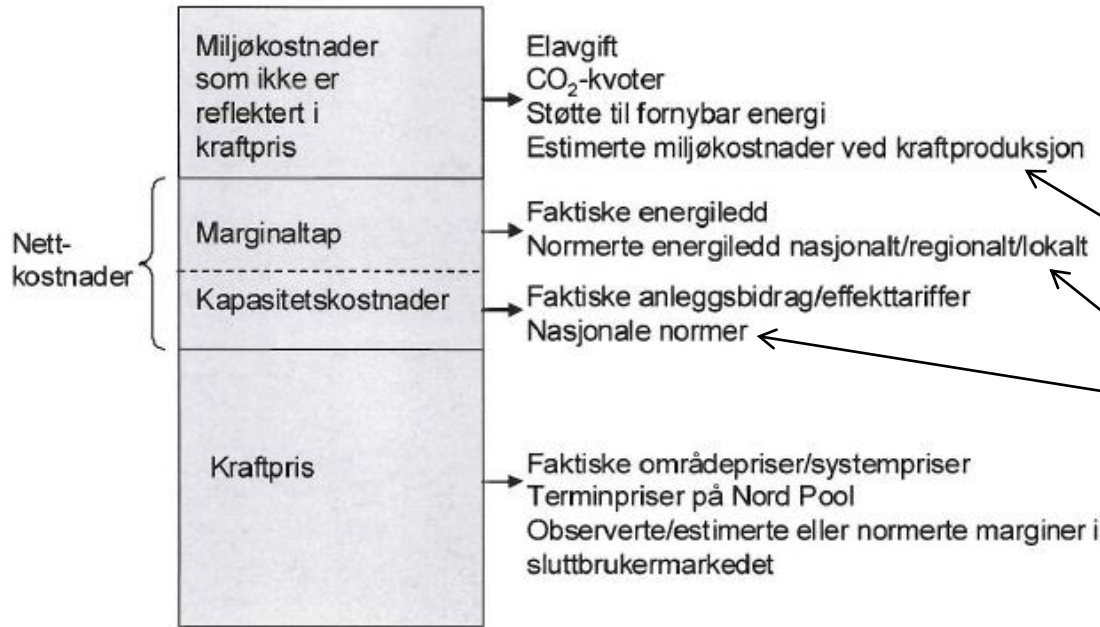 Miljøkostnader
som ikke er
reflektert i
kraftpris
Elavgift
CO₂-kvoter
Støtte til fornybar energi
Estimerte miljøkostnader ved kraftproduksjon
Nett-
kostnader
Marginaltap
Faktiske energiledd
Normerte energiledd nasjonalt/regionalt/lokalt
Kapasitetskostnader
Faktiske anleggsbidrag/effekttariffer
Nasjonale normer
Kraftpris
Faktiske områdepriser/systempriser
Terminpriser på Nord Pool
Observerte/estimerte eller normerte marginer i
sluttbrukermarkedet